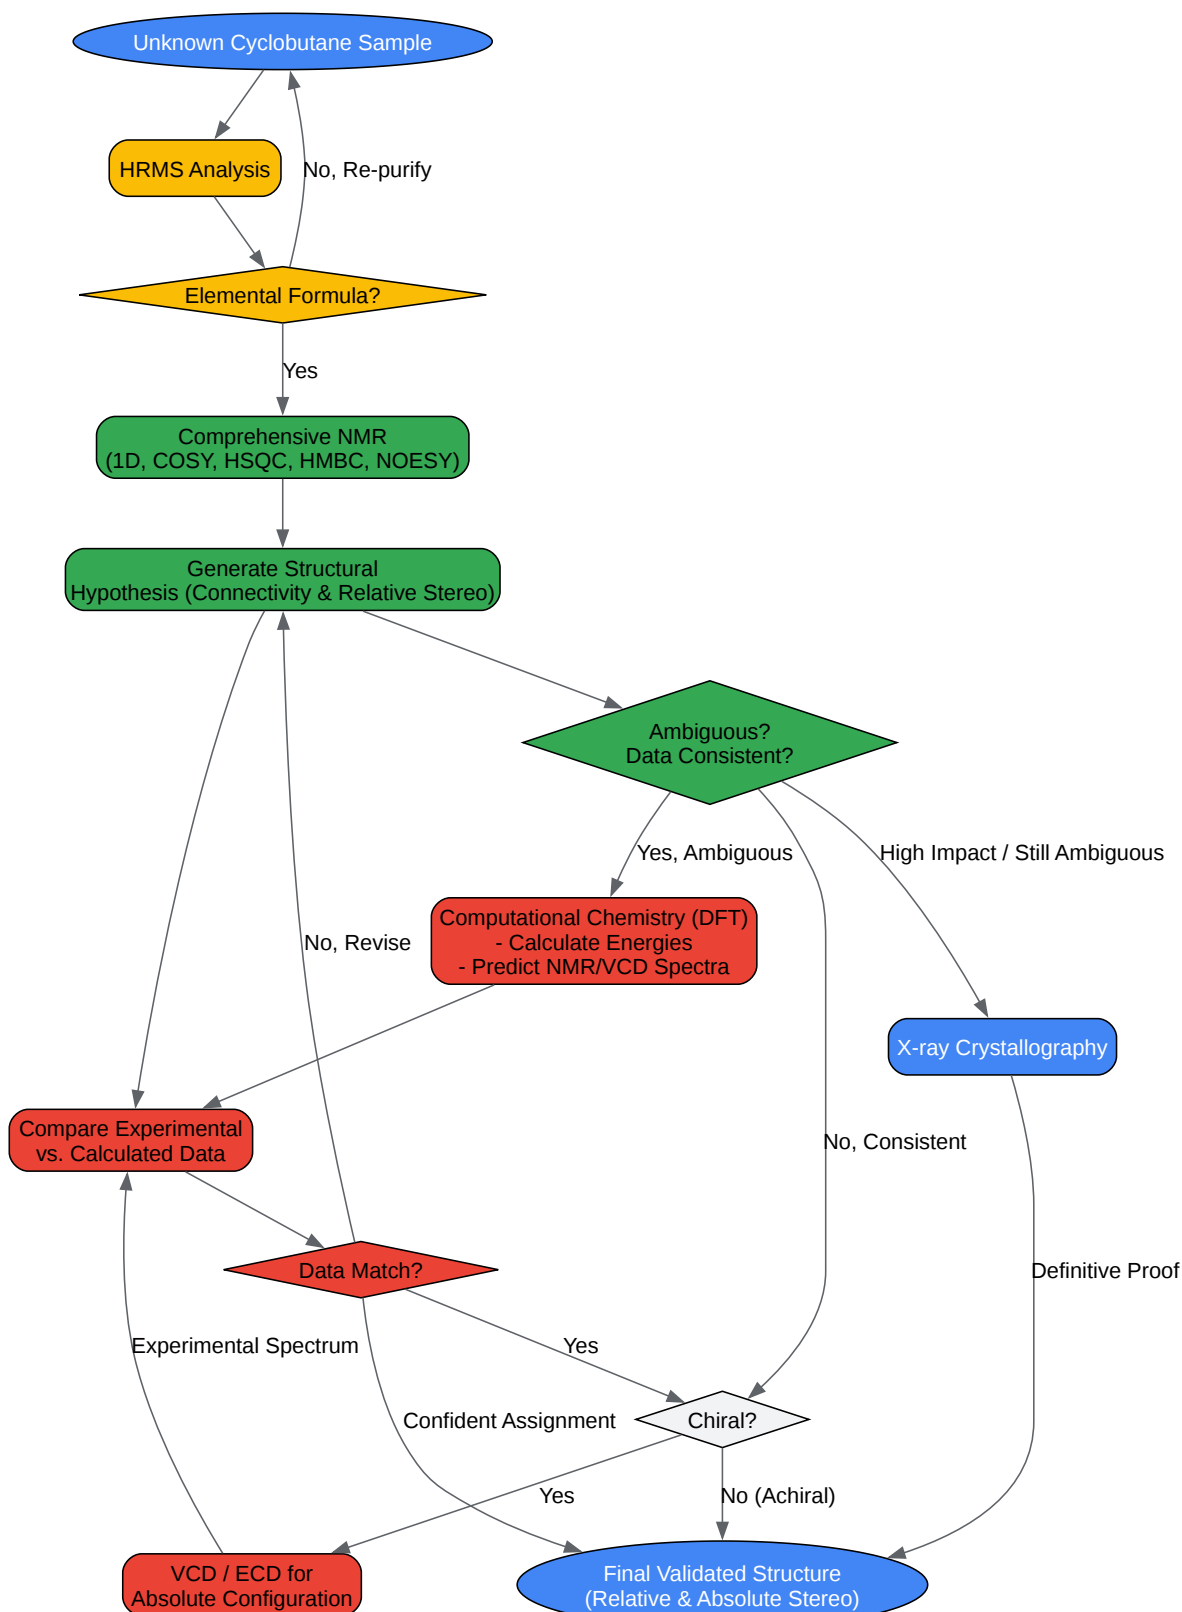 Unknown Cyclobutane Sample
HRMS Analysis
No, Re-purify
Elemental Formula?
Yes
Comprehensive NMR
(1D, COSY, HSQC, HMBC, NOESY)
Generate Structural
Hypothesis (Connectivity & Relative Stereo)
Ambiguous?
Data Consistent?
Yes, Ambiguous
High Impact / Still Ambiguous
Computational Chemistry (DFT)
- Calculate Energies
- Predict NMR/VCD Spectra
No, Revise
X-ray Crystallography
Compare Experimental
vs. Calculated Data
No, Consistent
Data Match?
Definitive Proof
Experimental Spectrum
Yes
Confident Assignment
Chiral?
Yes
No (Achiral)
VCD / ECD for
Absolute Configuration
Final Validated Structure
(Relative & Absolute Stereo)